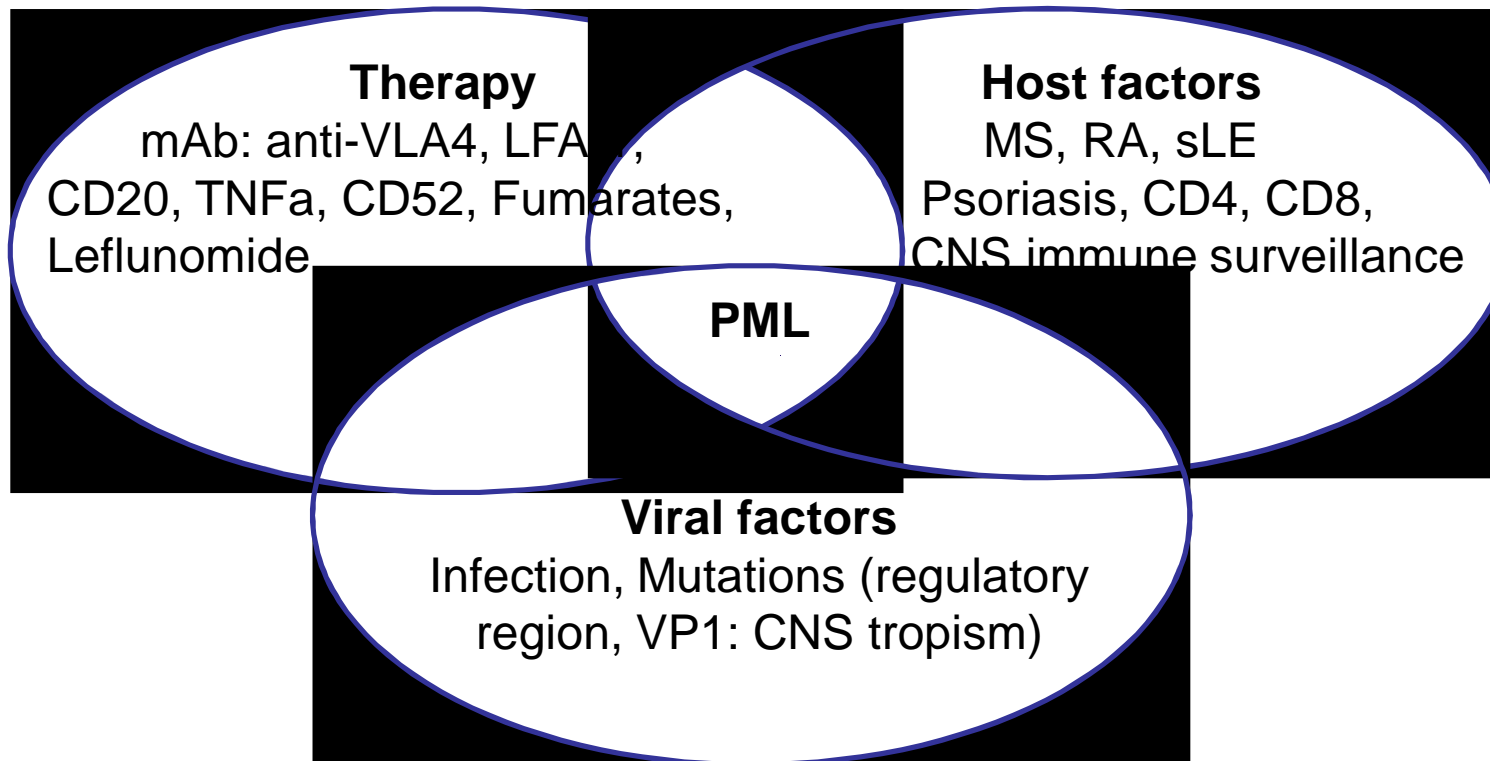 Therapy
mAb: anti-VLA4, LFA
CD20, TNFa, CD52, Fumarates,
Leflunomide
Host factors
MS, RA, sLE
Psoriasis, CD4, CD8,
CNS immune surveillance
PML
Viral factors
Infection, Mutations (regulatory
region, VP1: CNS tropism)